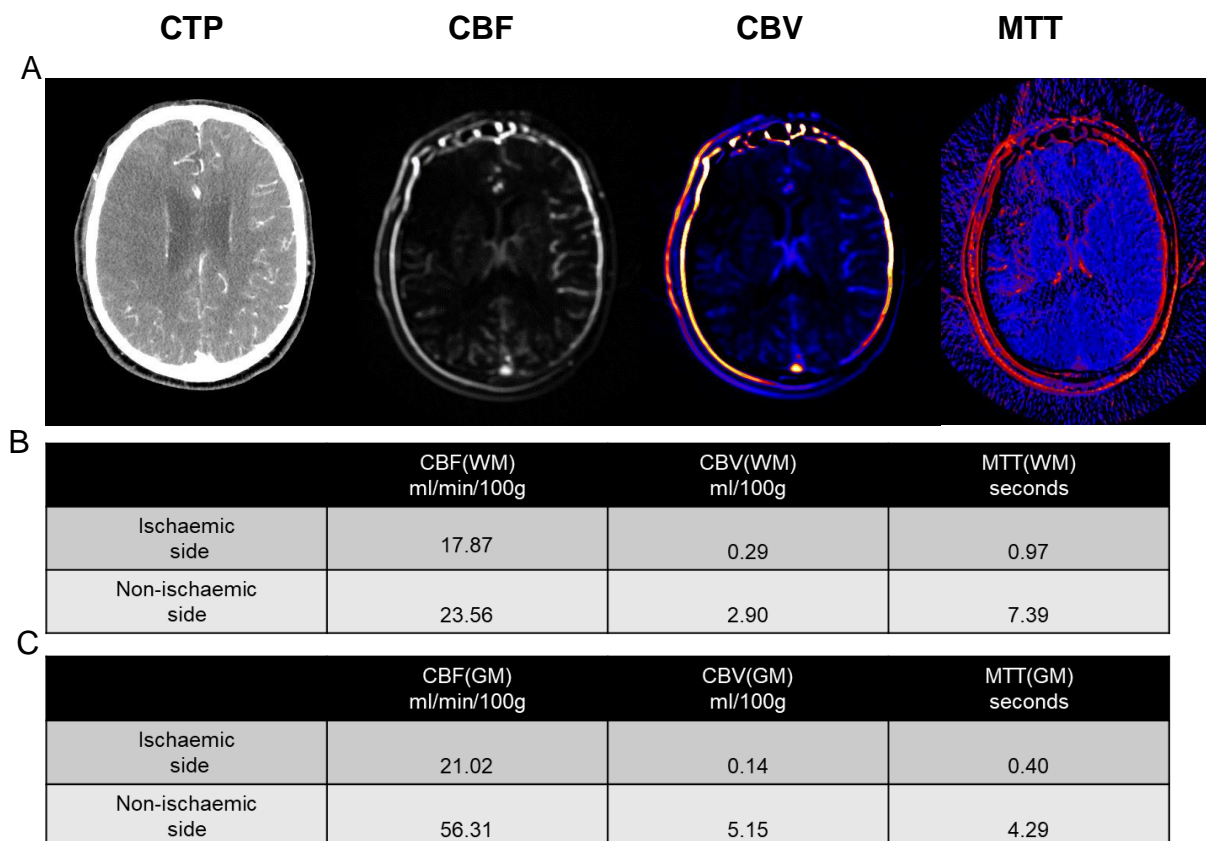 CTP CBF CBV MTT
A
B
CBF(WM) CBV(WM) MTT(WM)
ml/min/100g ml/100g seconds
Ischaemic
side 17.87 0.29 0.97
Non-ischaemic
side 23.56 2.90 7.39
C
CBF(GM) CBV(GM) MTT(GM)
ml/min/100g ml/100g seconds
Ischaemic
side 21.02 0.14 0.40
Non-ischaemic
side 56.31 5.15 4.29